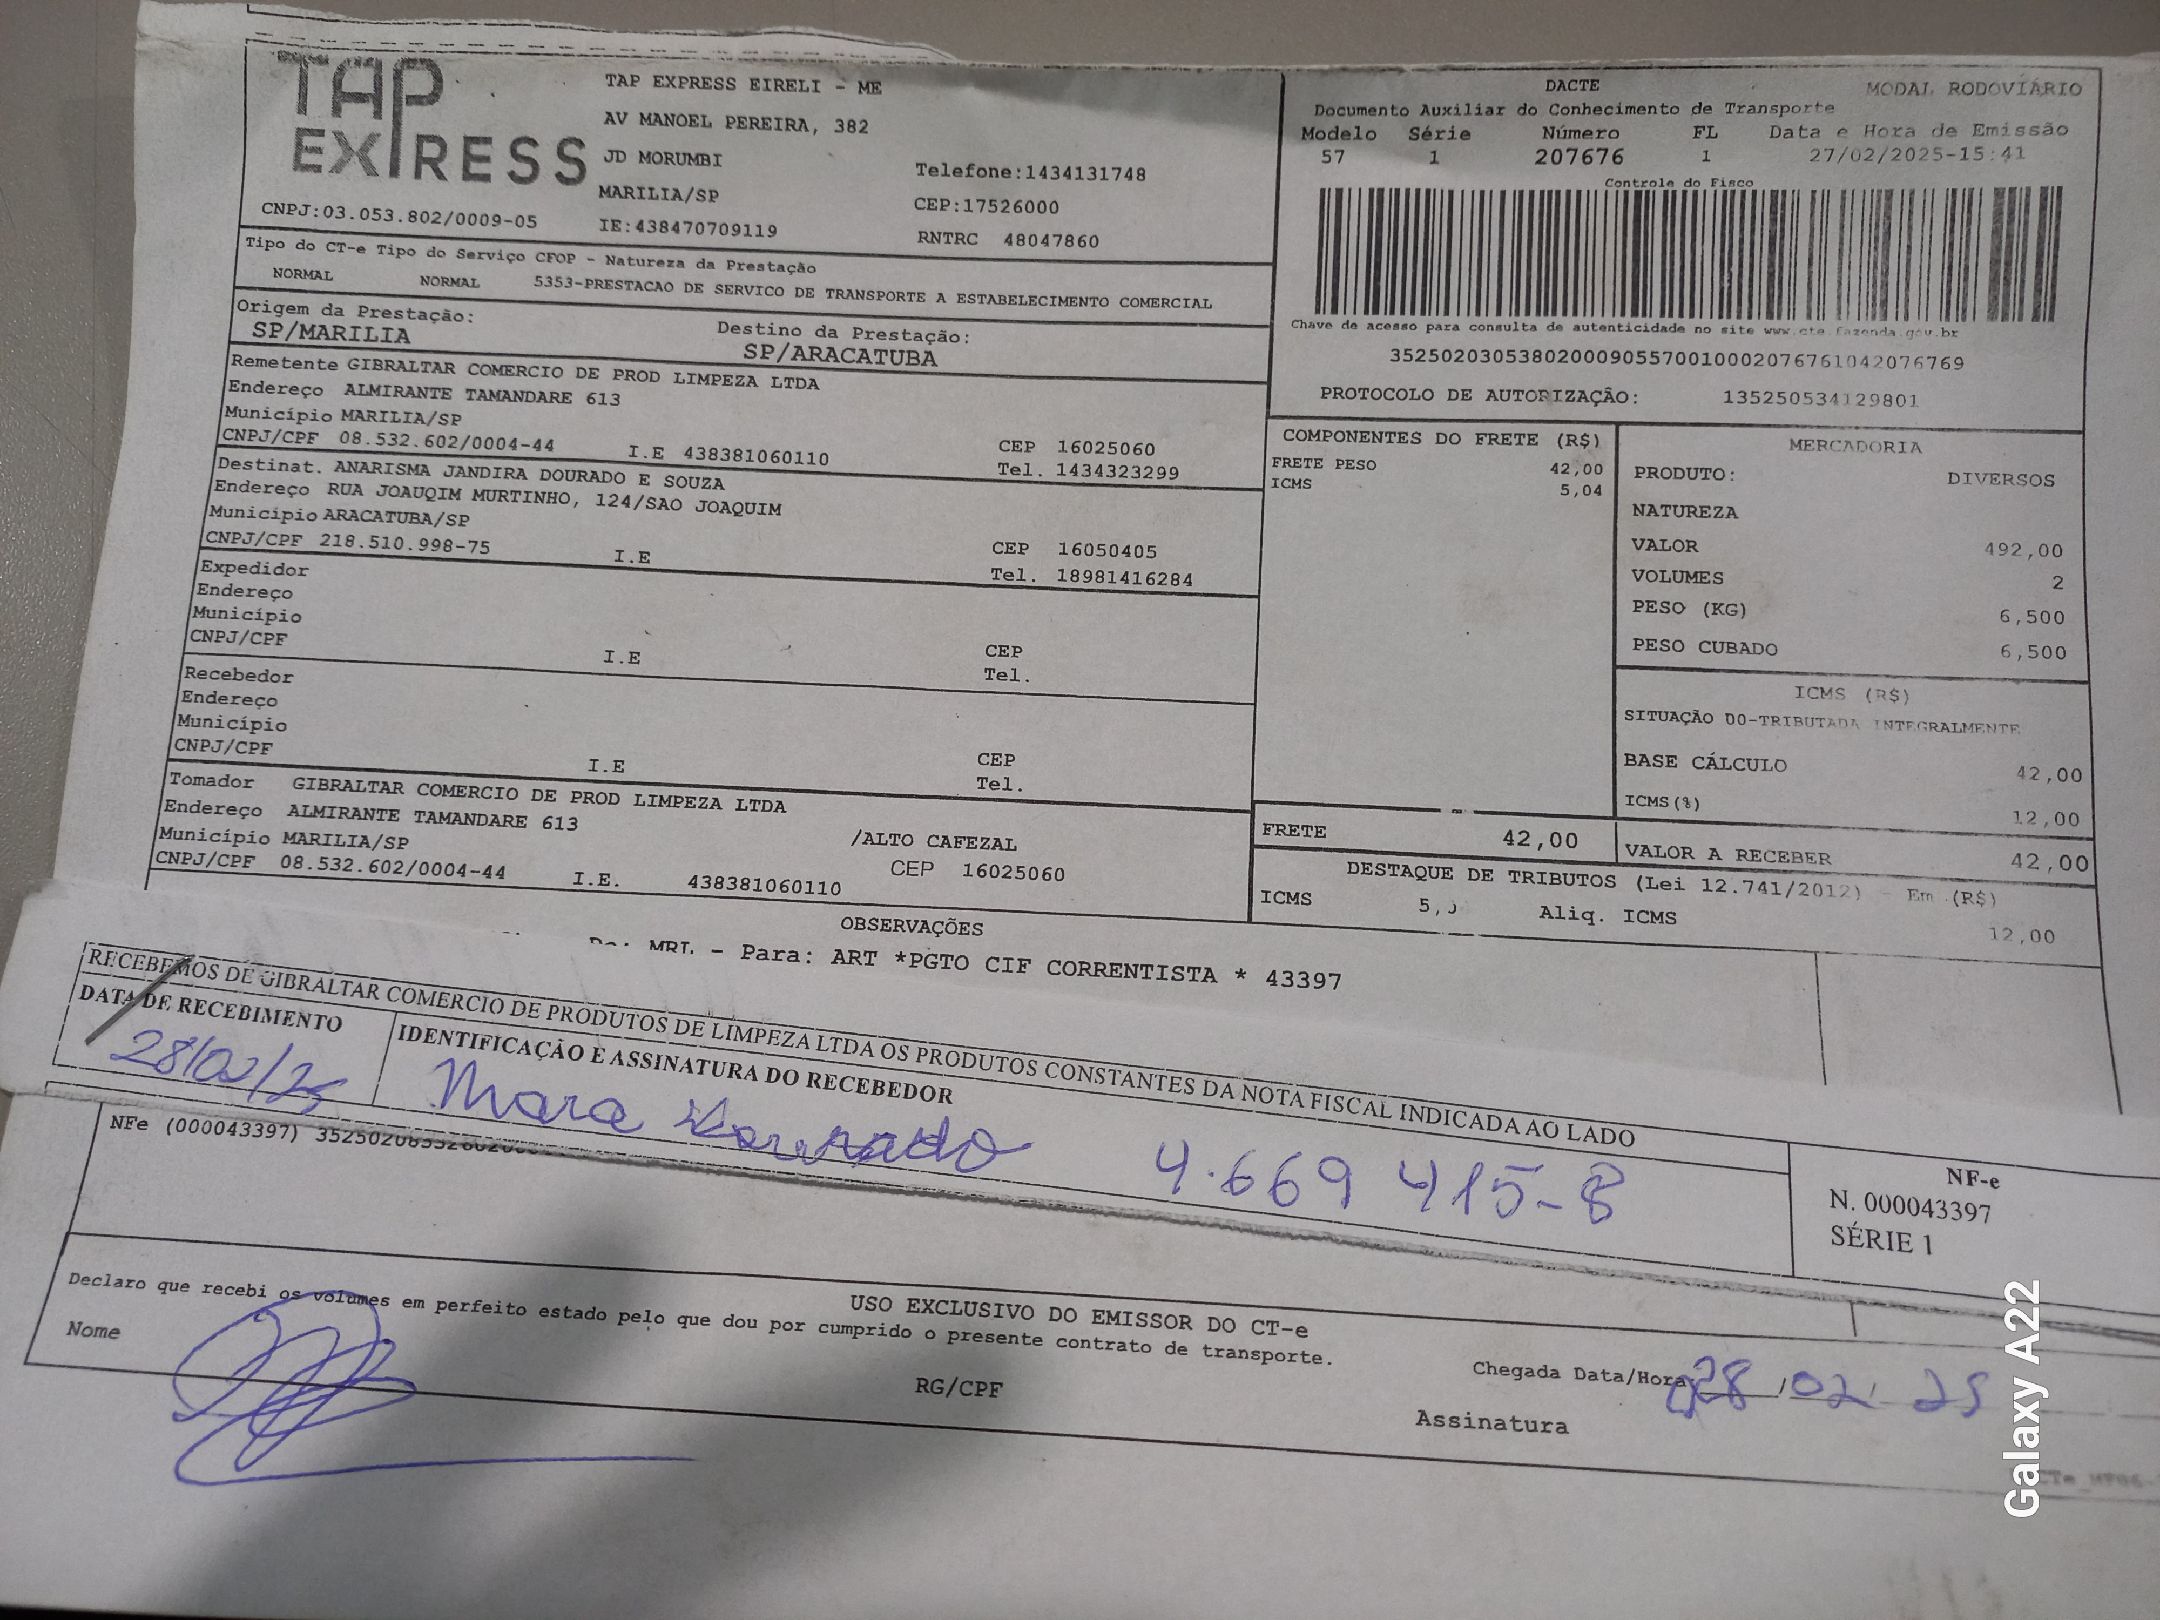 TAP EXPRESS
TAP EXPRESS EIRELI - ME
AV MANOEL PEREIRA, 382
JD MORUMBI
MARILIA/SP
Telefone:1434131748
CEP:17526000
CNPJ:03.053.802/0009-05
IE:438470709119
RNTRC 48047860
DACTE
MODAL RODOVIÁRIO
Documento Auxiliar do Conhecimento de Transporte
Modelo Série Número FL Data e Hora de Emissão
57 1 207676 1 27/02/2025-15:41
Controle do Fisco
Chave de acesso para consulta de autenticidade no site www.cte.fazenda.gov.br
35250203053802000905570010002076761042076769
PROTOCOLO DE AUTORIZAÇÃO: 135250534129801
Tipo do CT-e Tipo do Serviço CFOP - Natureza da Prestação
NORMAL NORMAL 5353-PRESTACAO DE SERVICO DE TRANSPORTE A ESTABELECIMENTO COMERCIAL
Origem da Prestação: Destino da Prestação:
SP/MARILIA SP/ARACATUBA
Remetente GIBRALTAR COMERCIO DE PROD LIMPEZA LTDA
Endereço ALMIRANTE TAMANDARE 613
Município MARILIA/SP CEP 16025060
CNPJ/CPF 08.532.602/0004-44 I.E 438381060110 Tel. 1434323299
Destinat. ANARISMA JANDIRA DOURADO E SOUZA
Endereço RUA JOAUQIM MURTINHO, 124/SAO JOAQUIM
Município ARACATUBA/SP CEP 16050405
CNPJ/CPF 218.510.998-75 I.E Tel. 18981416284
Expedidor
Endereço
Município CEP
CNPJ/CPF I.E Tel.
Recebedor
Endereço
Município CEP
CNPJ/CPF I.E Tel.
Tomador GIBRALTAR COMERCIO DE PROD LIMPEZA LTDA
Endereço ALMIRANTE TAMANDARE 613 /ALTO CAFEZAL
Município MARILIA/SP CEP 16025060
CNPJ/CPF 08.532.602/0004-44 I.E. 438381060110
COMPONENTES DO FRETE (R$)
FRETE PESO 42,00
ICMS 5,04
MERCADORIA
PRODUTO: DIVERSOS
NATUREZA
VALOR 492,00
VOLUMES 2
PESO (KG) 6,500
PESO CUBADO 6,500
ICMS (R$)
SITUAÇÃO 00-TRIBUTADA INTEGRALMENTE
BASE CÁLCULO 42,00
ICMS(%) 12,00
FRETE 42,00 VALOR A RECEBER 42,00
DESTAQUE DE TRIBUTOS (Lei 12.741/2012) - Em (R$)
ICMS Aliq. ICMS 12,00
OBSERVAÇÕES
MRL - Para: ART *PGTO CIF CORRENTISTA * 43397
RECEBEMOS DE GIBRALTAR COMERCIO DE PRODUTOS DE LIMPEZA LTDA OS PRODUTOS CONSTANTES DA NOTA FISCAL INDICADA AO LADO
DATA DE RECEBIMENTO IDENTIFICAÇÃO E ASSINATURA DO RECEBEDOR
28/02/25 Mara Dourado 4.669 415-8
NF-e
N. 000043397
SÉRIE 1
NFe (000043397)
USO EXCLUSIVO DO EMISSOR DO CT-e
Declaro que recebi os volumes em perfeito estado pelo que dou por cumprido o presente contrato de transporte.
Nome RG/CPF Chegada Data/Hora 28/02/25
Assinatura
Galaxy A22